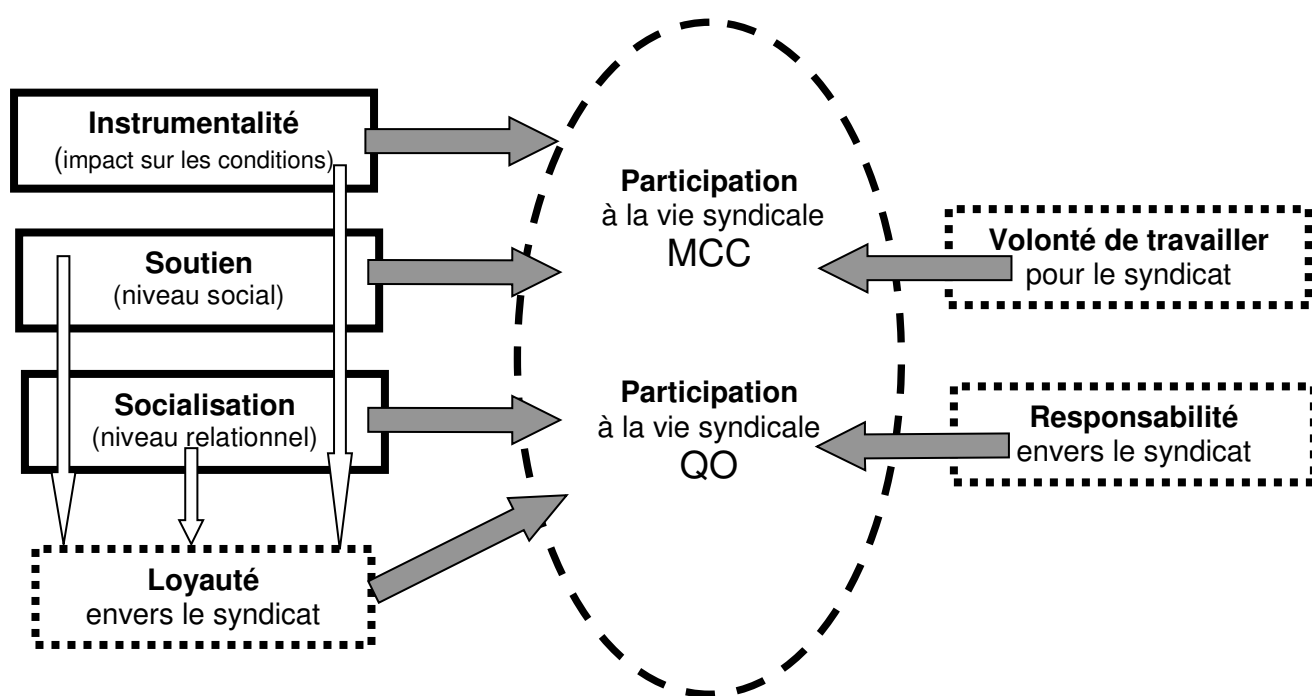 Instrumentalité
(impact sur les conditions)
Soutien
(niveau social)
Socialisation
(niveau relationnel)
Loyauté
envers le syndicat
Participation
à la vie syndicale
MCC
Participation
à la vie syndicale
QO
Volonté de travailler
pour le syndicat
Responsabilité
envers le syndicat